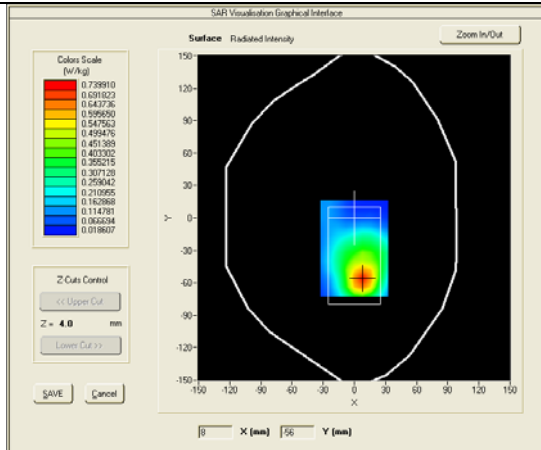 SAR Visualisation Graphical Interface
Surface Radiated Intensity
Zoom In/Out
Colors Scale
(W/kg)
0.739910
0.691823
0.643736
0.595650
0.547563
0.499476
0.451389
0.403302
0.355215
0.307128
0.259042
0.210955
0.162868
0.114781
0.066694
0.018607
150-
120-
90-
60-
30-
0-
-30-
-60-
-90-
-120-
-150-
Y
-150 -120 -90 -60 -30 0 30 60 90 120 150
X
Z-Cuts Control
<< Upper Cut
Z = 4.0 mm
Lower Cut >>
SAVE Cancel
8 X (mm) -56 Y (mm)